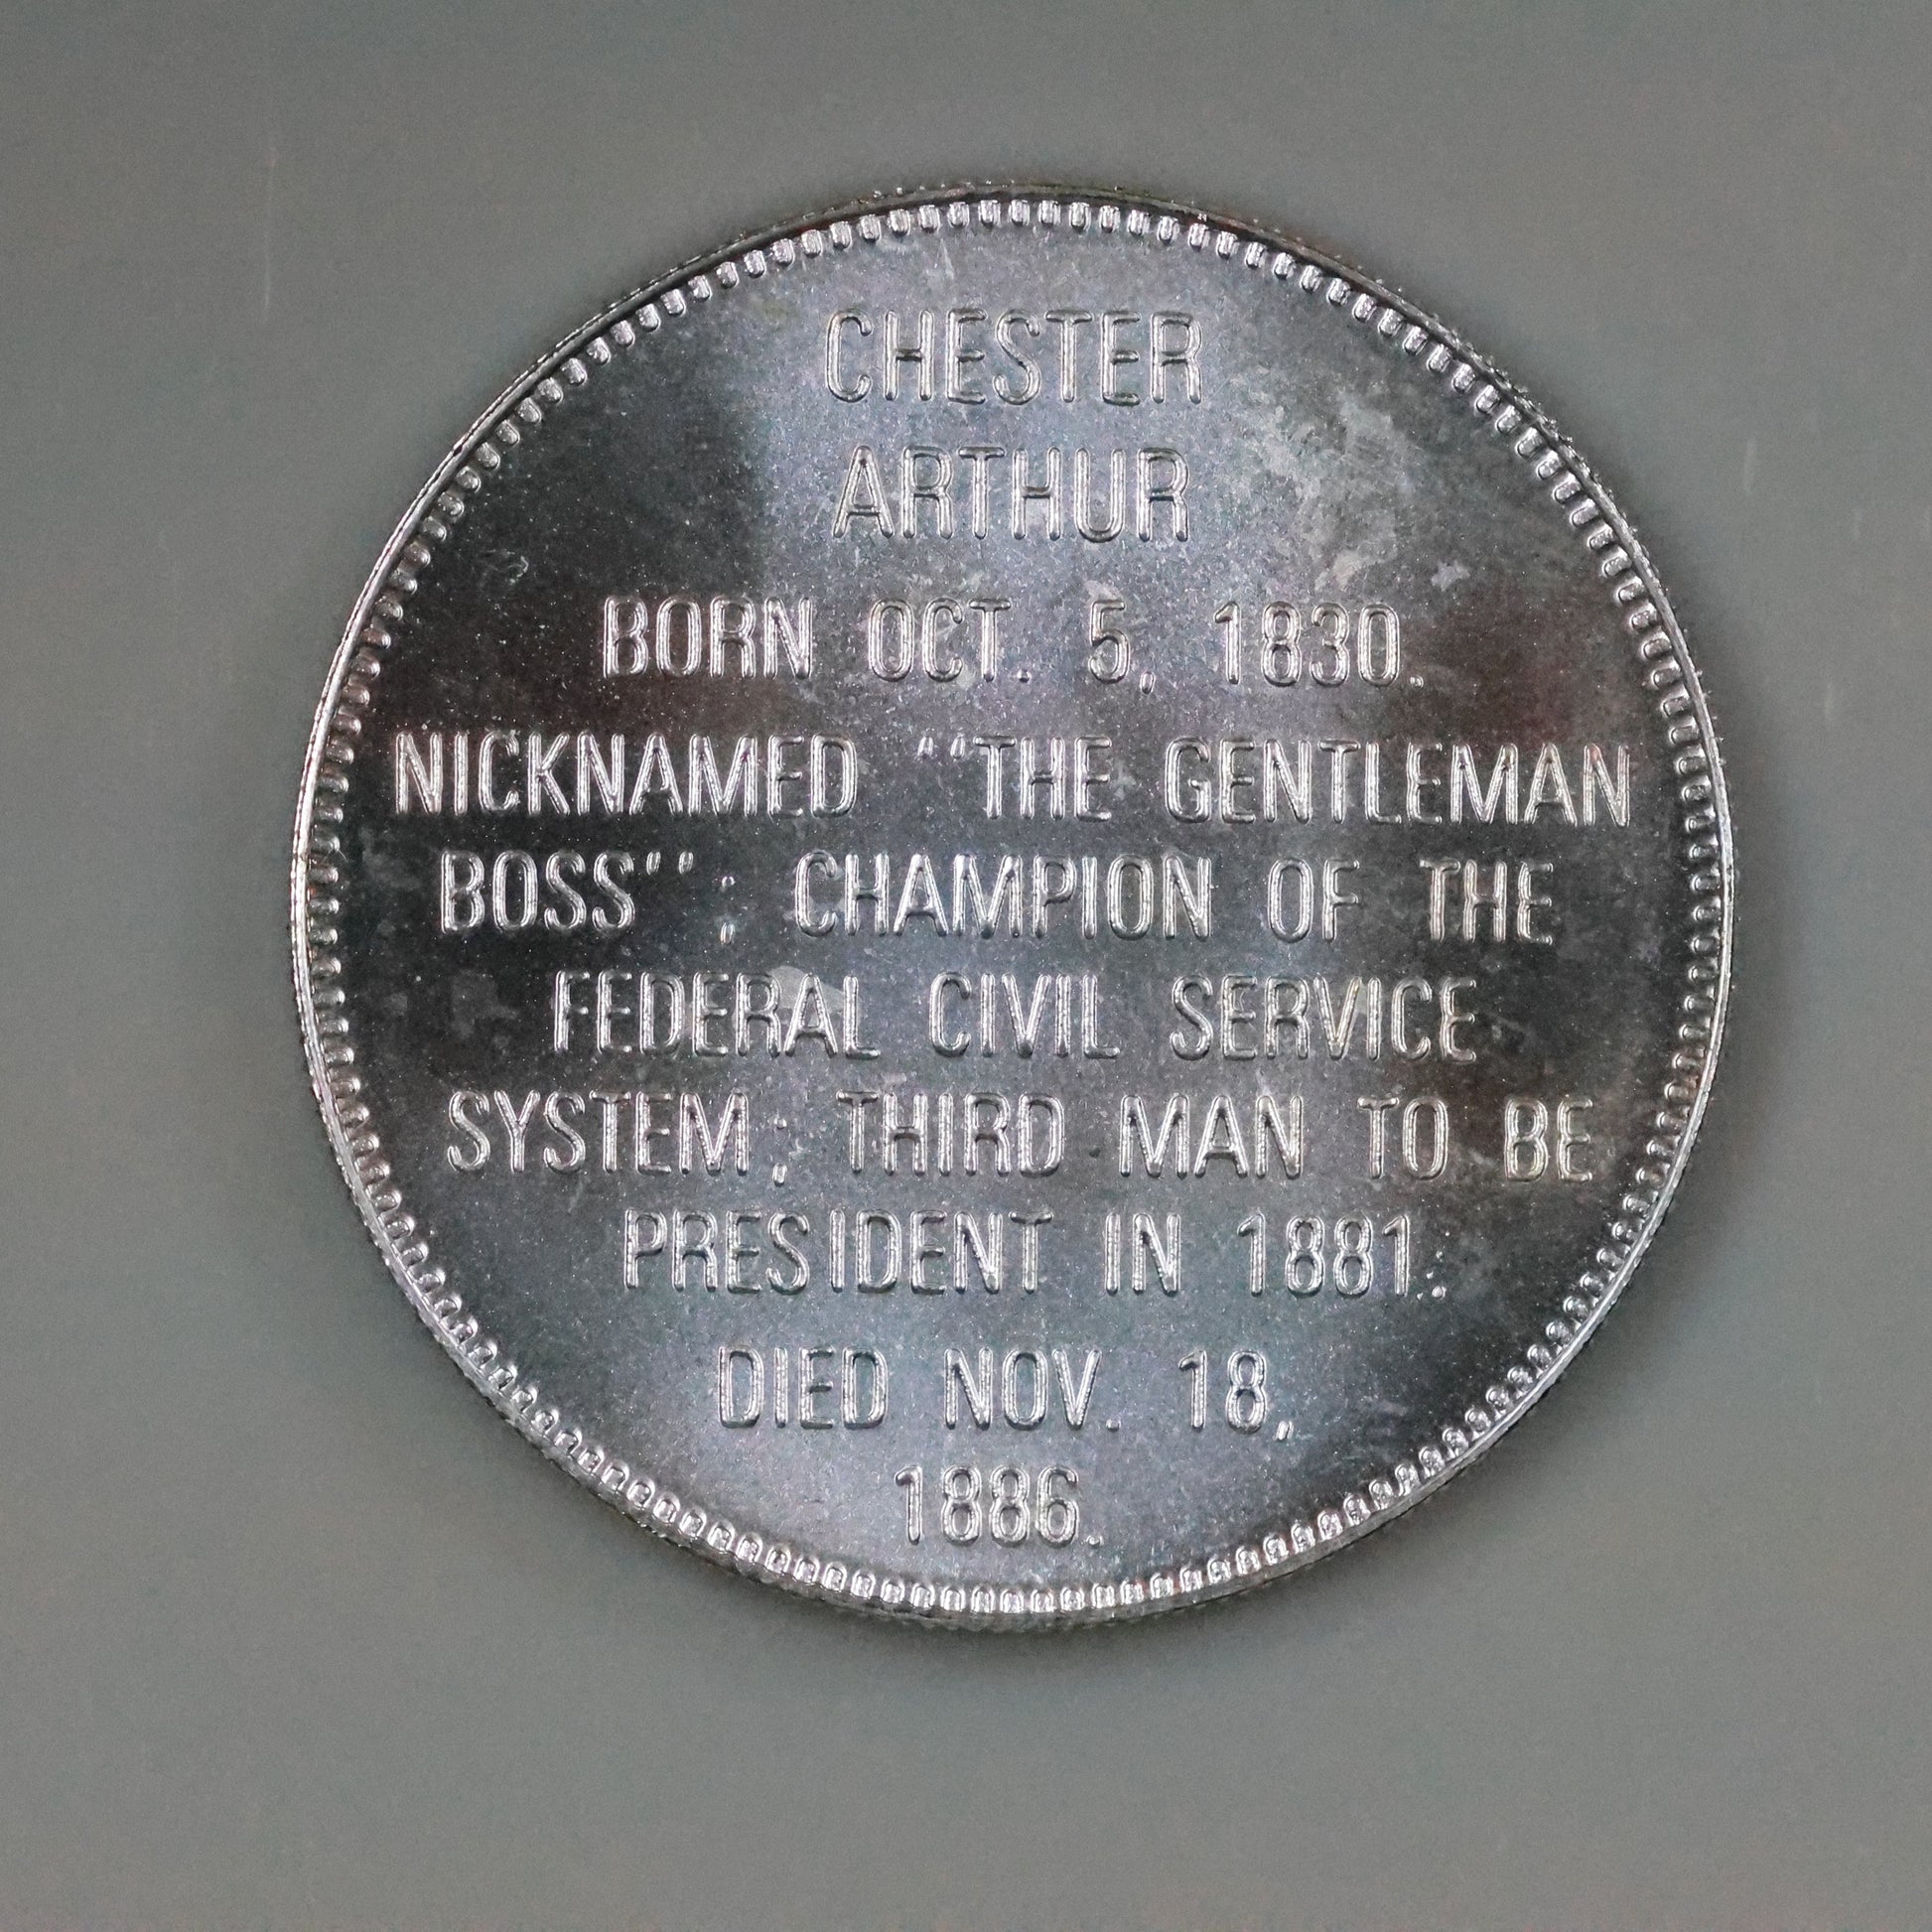 CHESTER
ARTHUR
BORN OCT. 5, 1830.
NICKNAMED "THE GENTLEMAN
BOSS"; CHAMPION OF THE
FEDERAL CIVIL SERVICE
SYSTEM; THIRD MAN TO BE
PRESIDENT IN 1881.
DIED NOV. 18,
1886.